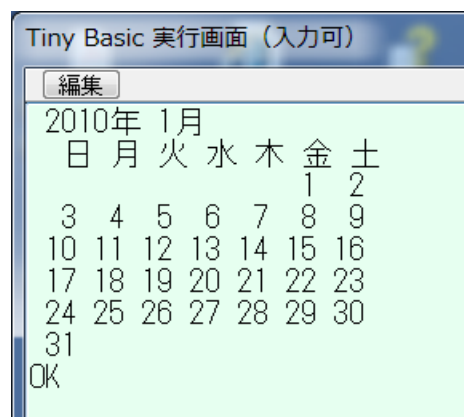 Tiny Basic 実行画面（入力可）
編集
2010年 1月
日 月 火 水 木 金 土
1 2
3 4 5 6 7 8 9
10 11 12 13 14 15 16
17 18 19 20 21 22 23
24 25 26 27 28 29 30
31
OK